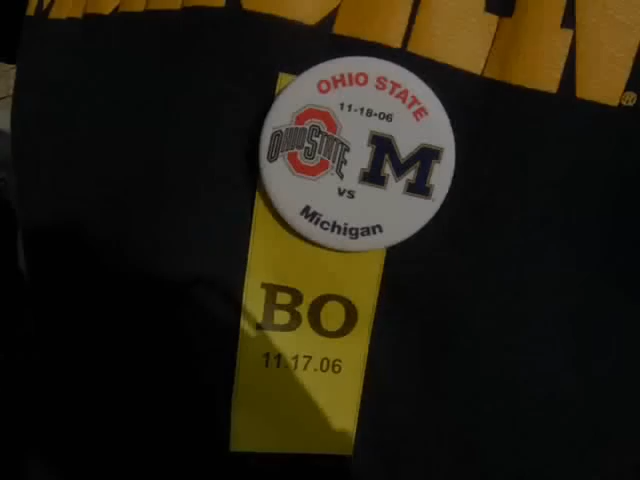 OHIO STATE
11-18-06
OHIO STATE
M
vs
Michigan
BO
11.17.06